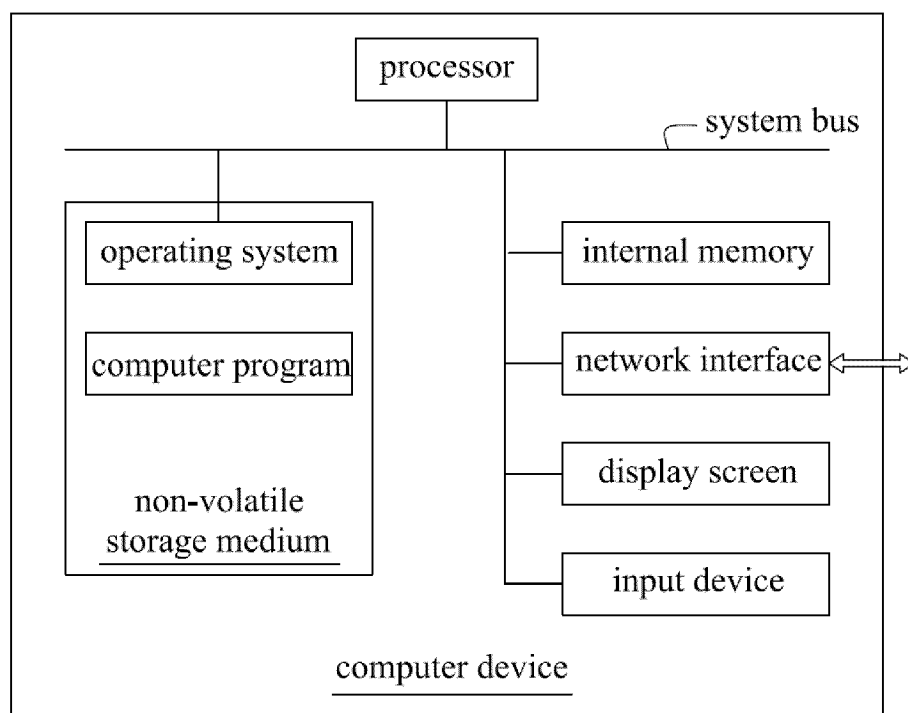 processor
system bus
operating system
computer program
non-volatile
storage medium
internal memory
network interface
display screen
input device
computer device